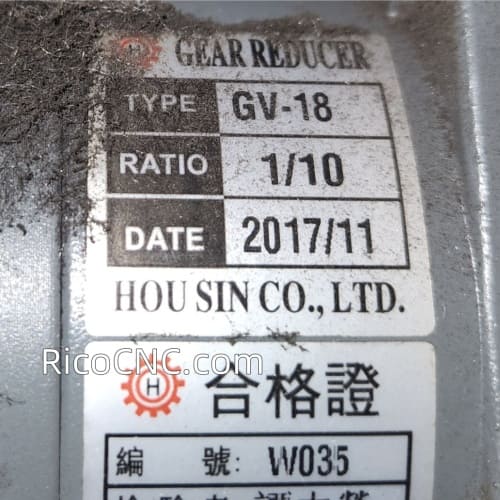 H GEAR REDUCER
TYPE GV-18
RATIO 1/10
DATE 2017/11
HOU SIN CO., LTD.
RicoCNC.com
H 合格證
編 號: W035